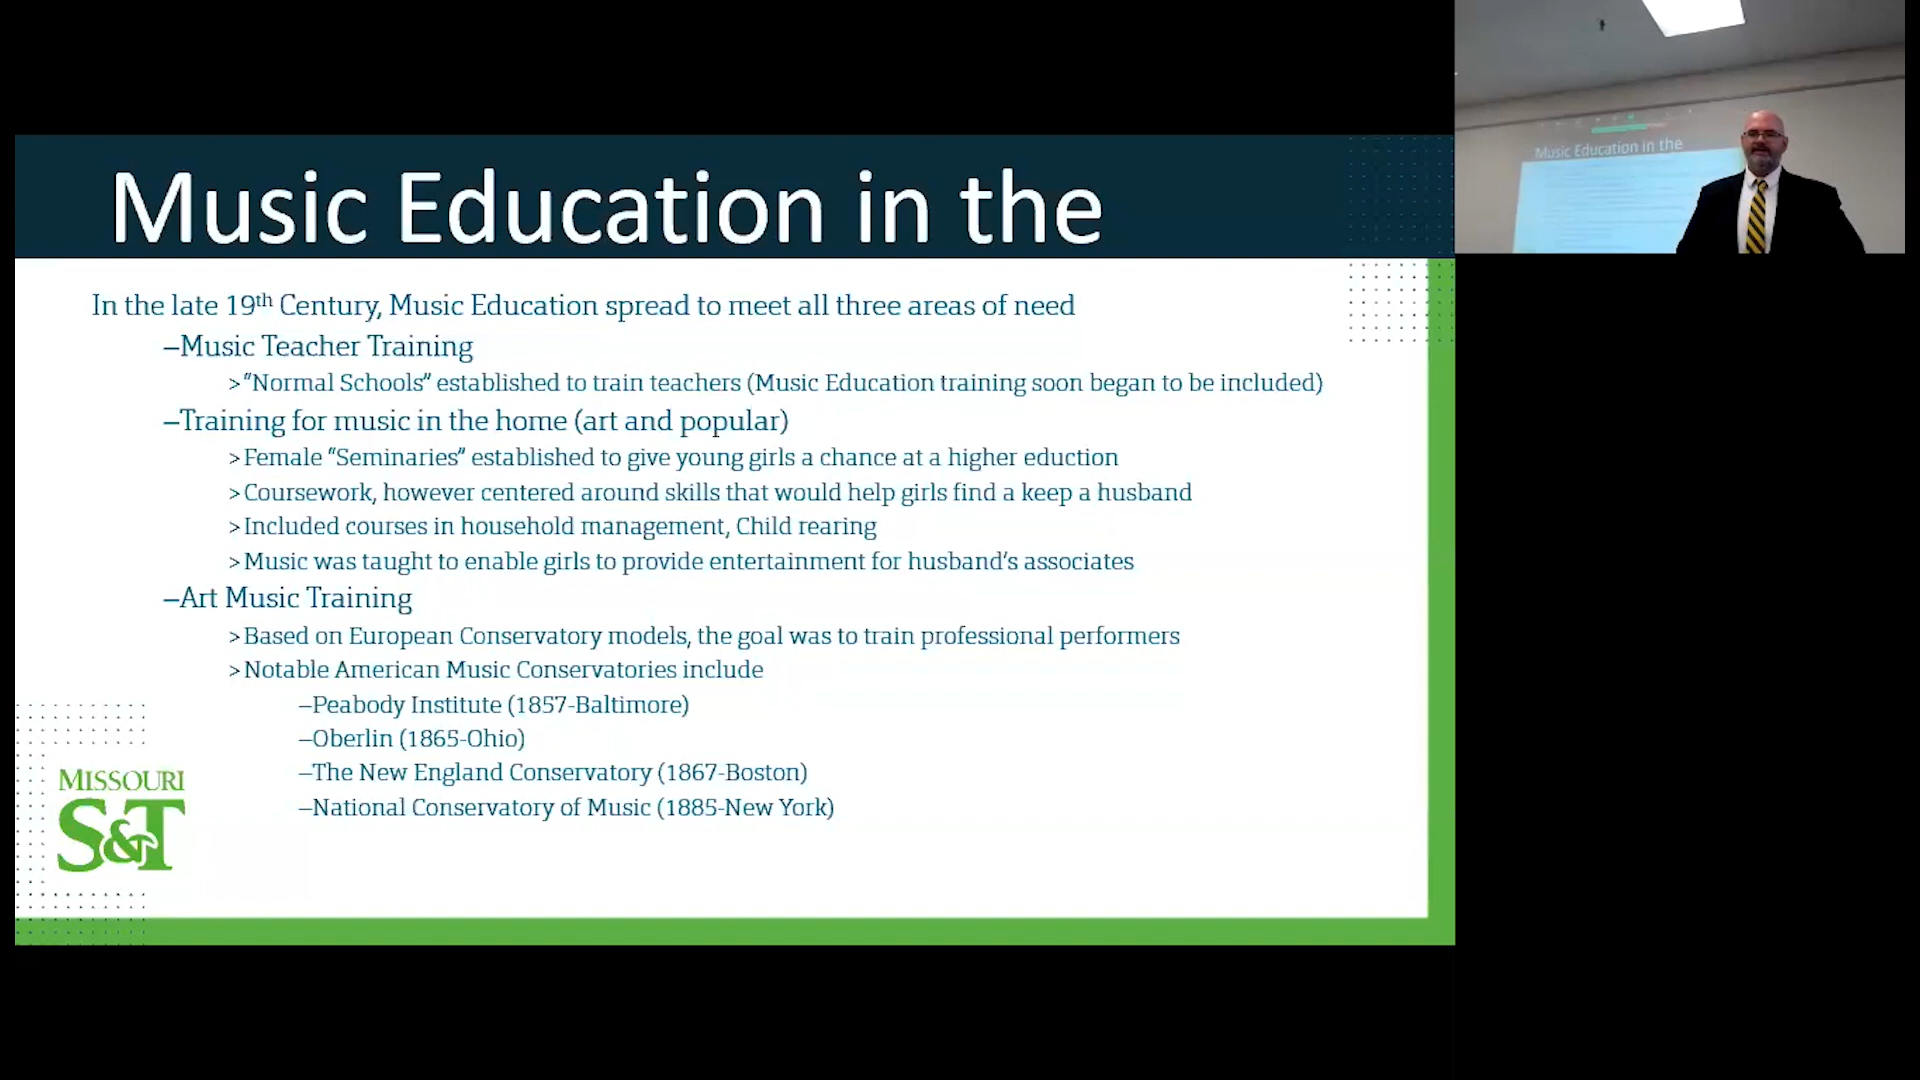 Music Education in the
In the late 19th Century, Music Education spread to meet all three areas of need
–Music Teacher Training
>"Normal Schools" established to train teachers (Music Education training soon began to be included)
–Training for music in the home (art and popular)
>Female "Seminaries" established to give young girls a chance at a higher eduction
>Coursework, however centered around skills that would help girls find a keep a husband
>Included courses in household management, Child rearing
>Music was taught to enable girls to provide entertainment for husband's associates
–Art Music Training
>Based on European Conservatory models, the goal was to train professional performers
>Notable American Music Conservatories include
–Peabody Institute (1857-Baltimore)
–Oberlin (1865-Ohio)
–The New England Conservatory (1867-Boston)
–National Conservatory of Music (1885-New York)
MISSOURI
S&T
Music Education in the